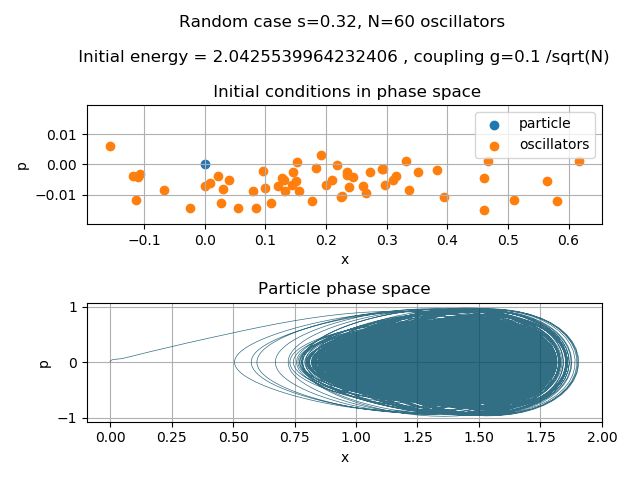 Random case s=0.32, N=60 oscillators
Initial energy = 2.0425539964232406 , coupling g=0.1 /sqrt(N)
Initial conditions in phase space
particle
oscillators
0.01
0.00
−0.01
p
−0.1 0.0 0.1 0.2 0.3 0.4 0.5 0.6
x
Particle phase space
1
0
−1
p
0.00 0.25 0.50 0.75 1.00 1.25 1.50 1.75 2.00
x